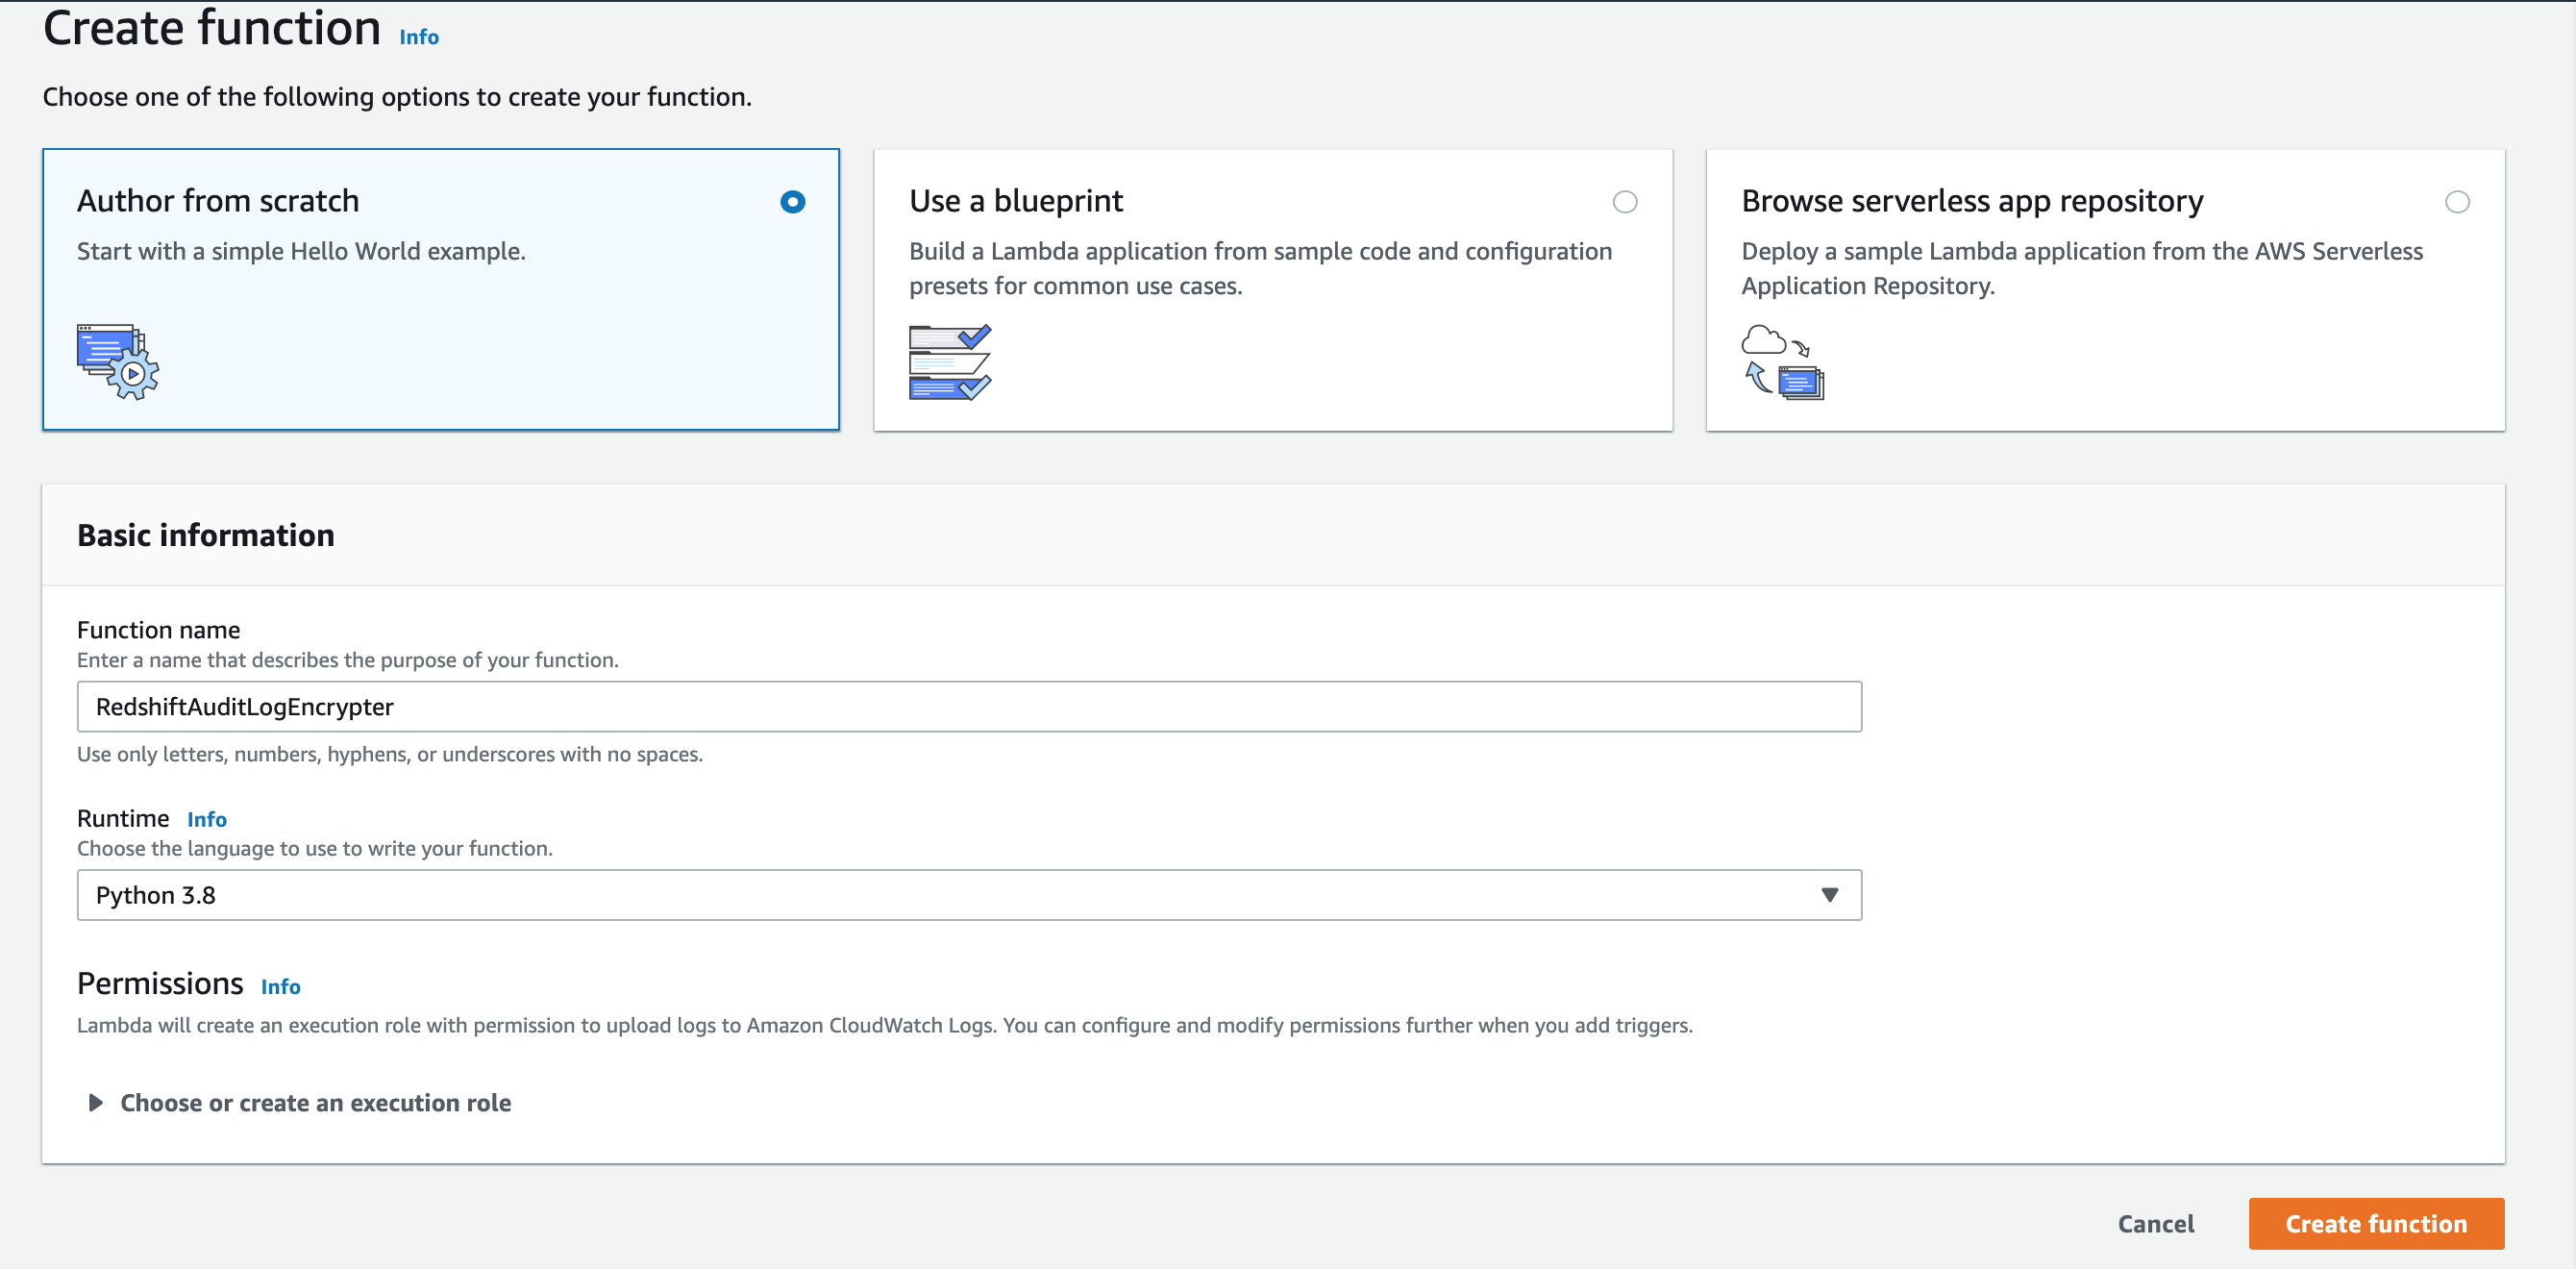 Create function Info
Choose one of the following options to create your function.
Author from scratch
Start with a simple Hello World example.
Use a blueprint
Build a Lambda application from sample code and configuration
presets for common use cases.
Browse serverless app repository
Deploy a sample Lambda application from the AWS Serverless
Application Repository.
Basic information
Function name
Enter a name that describes the purpose of your function.
RedshiftAuditLogEncrypter
Use only letters, numbers, hyphens, or underscores with no spaces.
Runtime Info
Choose the language to use to write your function.
Python 3.8
Permissions Info
Lambda will create an execution role with permission to upload logs to Amazon CloudWatch Logs. You can configure and modify permissions further when you add triggers.
Choose or create an execution role
Cancel
Create function